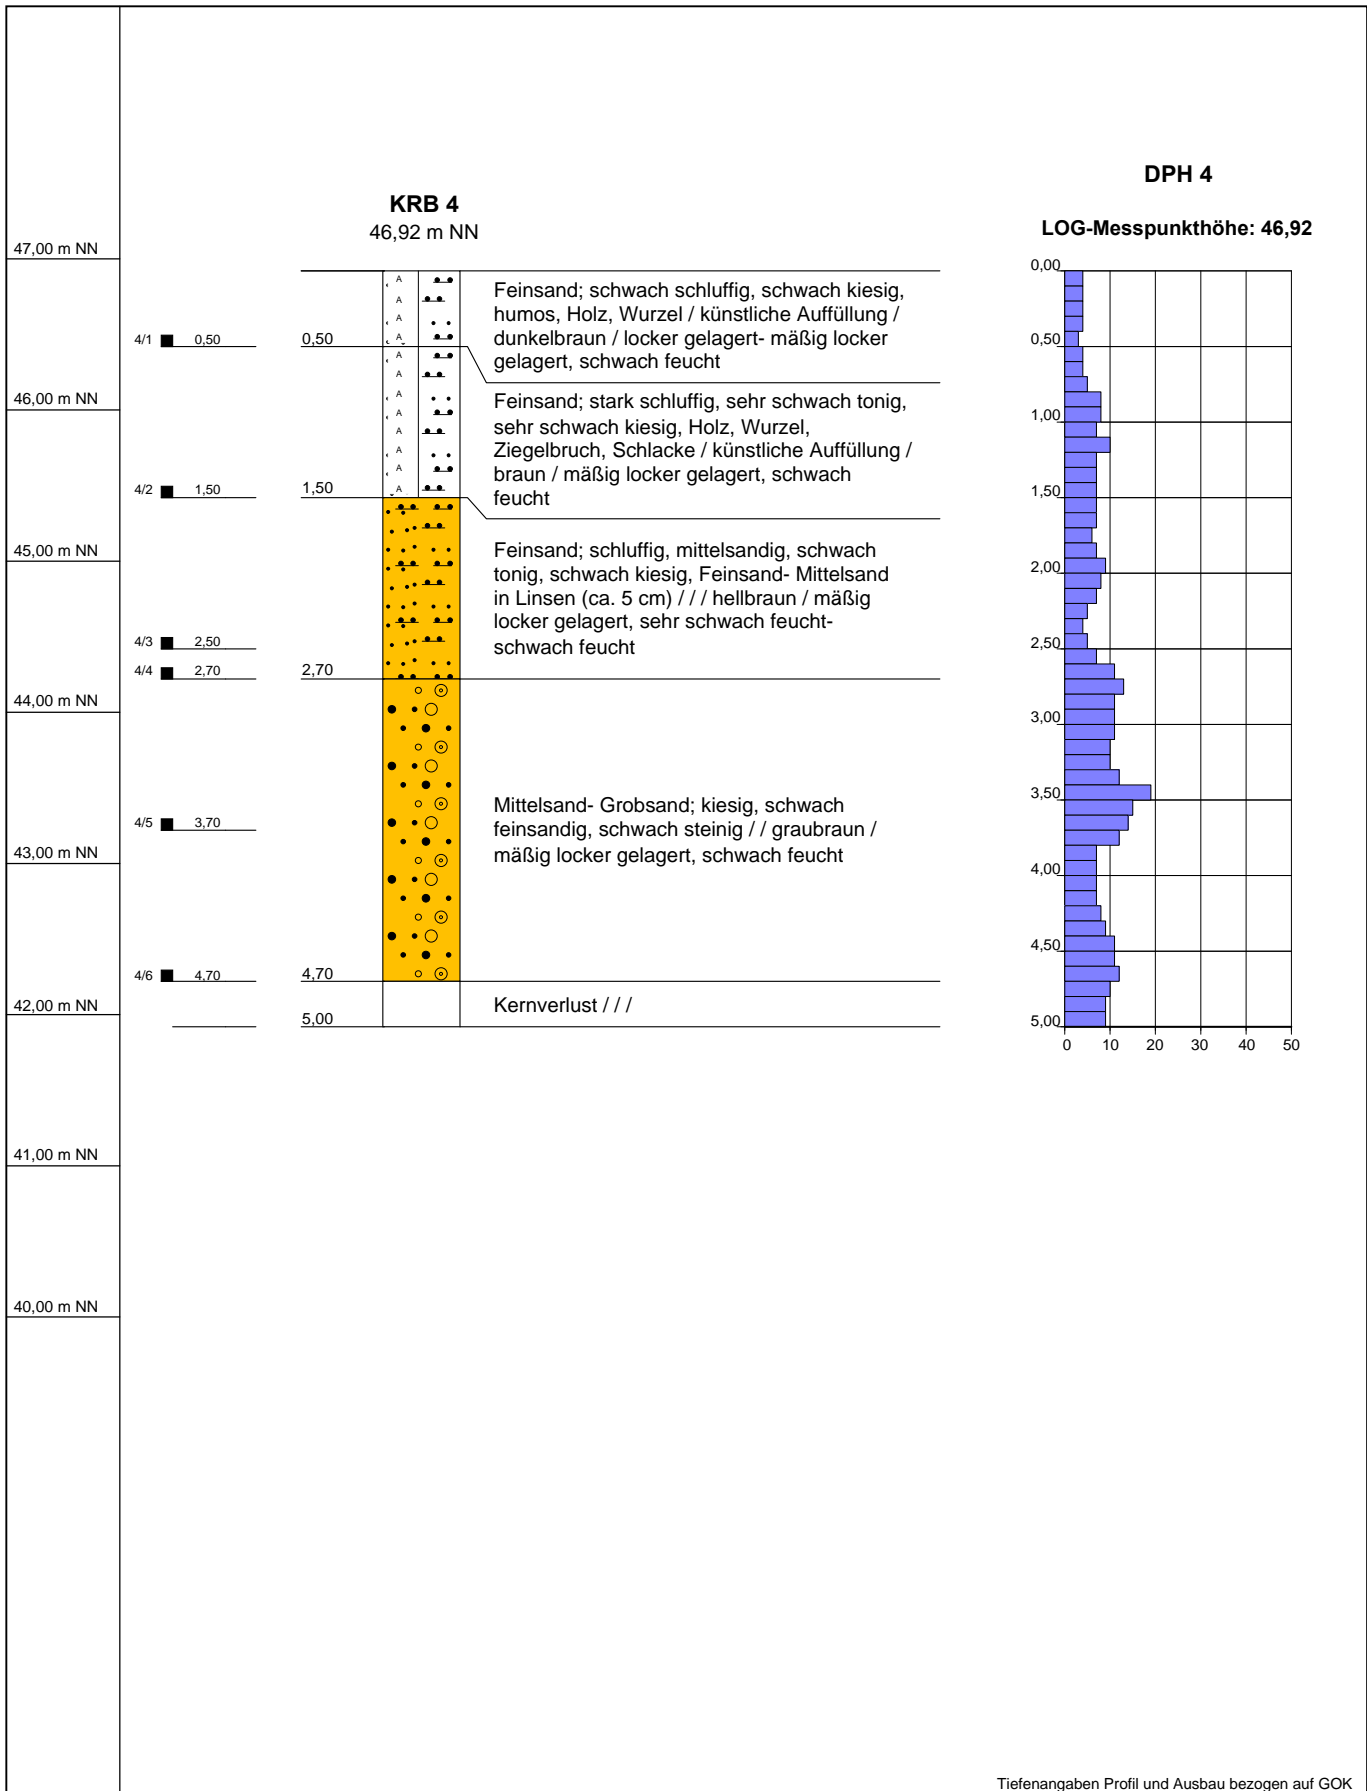 DPH 4
KRB 4
46,92 m NN
LOG-Messpunkthöhe: 46,92
47,00 m NN
46,00 m NN
45,00 m NN
44,00 m NN
43,00 m NN
42,00 m NN
41,00 m NN
40,00 m NN
4/1 0,50
4/2 1,50
4/3 2,50
4/4 2,70
4/5 3,70
4/6 4,70
0,50
1,50
2,70
4,70
5,00
A
A
A
A
A
A
A
A
A
A
A
A
Feinsand; schwach schluffig, schwach kiesig,
humos, Holz, Wurzel / künstliche Auffüllung /
dunkelbraun / locker gelagert- mäßig locker
gelagert, schwach feucht
Feinsand; stark schluffig, sehr schwach tonig,
sehr schwach kiesig, Holz, Wurzel,
Ziegelbruch, Schlacke / künstliche Auffüllung /
braun / mäßig locker gelagert, schwach
feucht
Feinsand; schluffig, mittelsandig, schwach
tonig, schwach kiesig, Feinsand- Mittelsand
in Linsen (ca. 5 cm) / / / hellbraun / mäßig
locker gelagert, sehr schwach feucht-
schwach feucht
Mittelsand- Grobsand; kiesig, schwach
feinsandig, schwach steinig / / graubraun /
mäßig locker gelagert, schwach feucht
Kernverlust / / /
0,00
0,50
1,00
1,50
2,00
2,50
3,00
3,50
4,00
4,50
5,00
0 10 20 30 40 50
Tiefenangaben Profil und Ausbau bezogen auf GOK